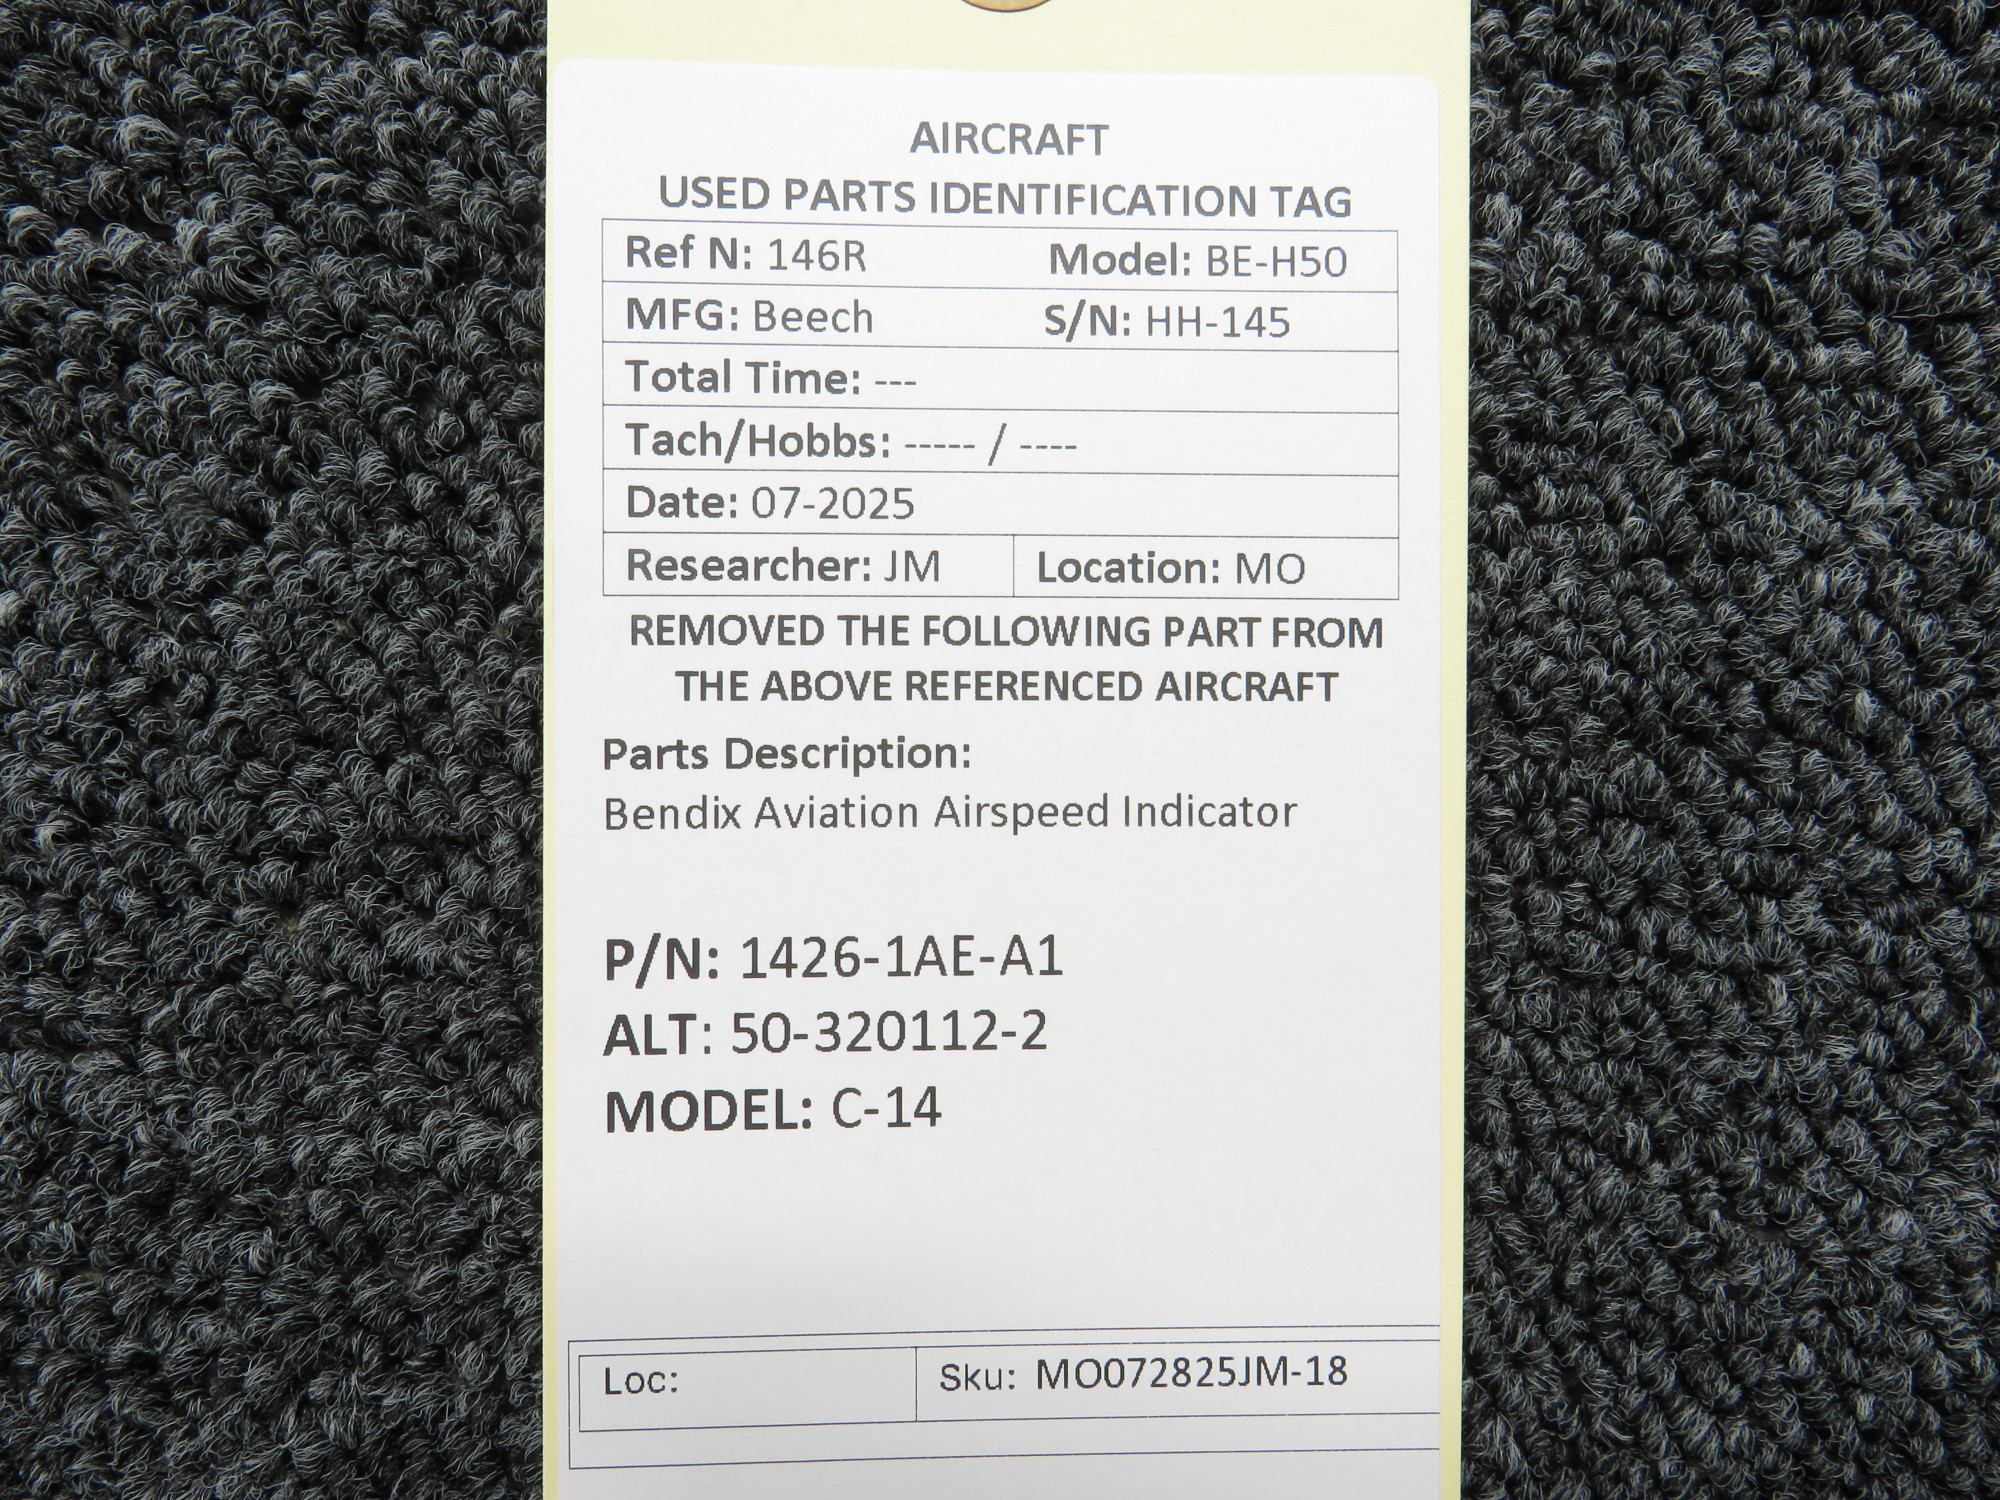 AIRCRAFT
USED PARTS IDENTIFICATION TAG
Ref N: 146R Model: BE-H50
MFG: Beech S/N: HH-145
Total Time: ---
Tach/Hobbs: ----- / ----
Date: 07-2025
Researcher: JM Location: MO
REMOVED THE FOLLOWING PART FROM
THE ABOVE REFERENCED AIRCRAFT
Parts Description:
Bendix Aviation Airspeed Indicator
P/N: 1426-1AE-A1
ALT: 50-320112-2
MODEL: C-14
Loc: Sku: MO072825JM-18